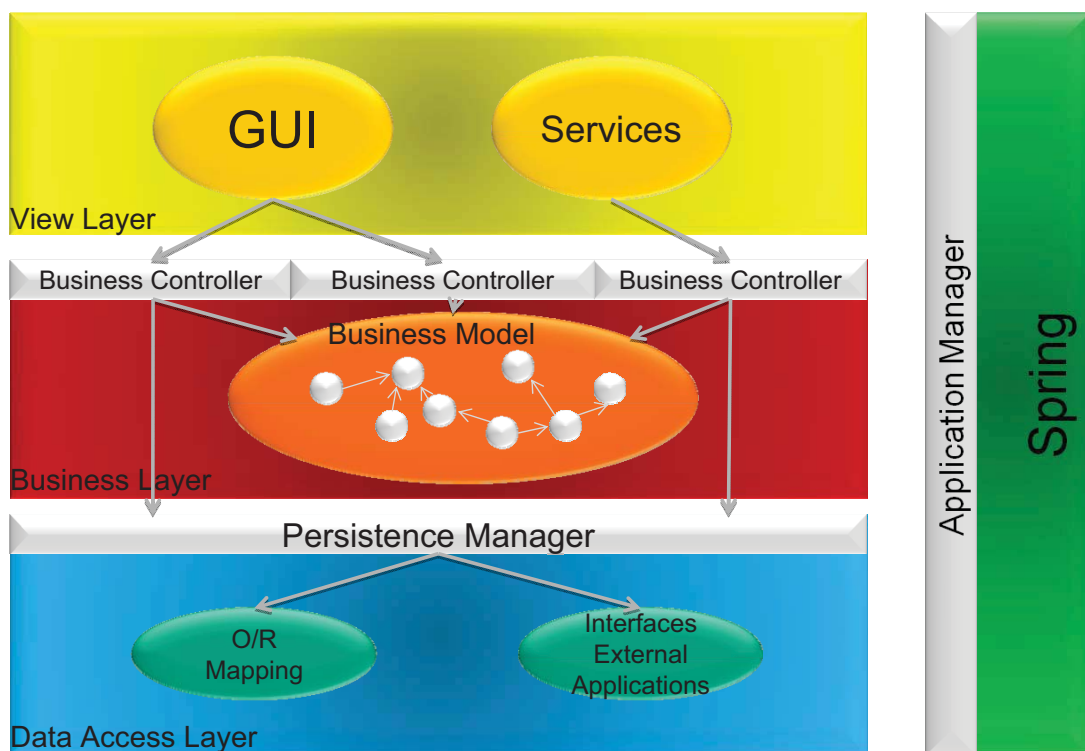 GUI
Services
View Layer
Business Controller
Business Controller
Business Controller
Business Model
Business Layer
Persistence Manager
O/R
Mapping
Interfaces
External
Applications
Data Access Layer
Application Manager
Spring